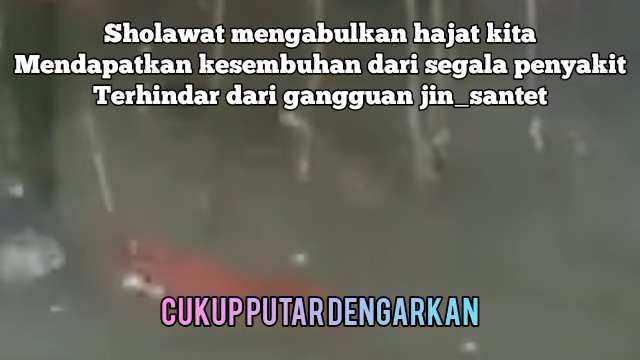 Sholawat mengabulkan hajat kita
Mendapatkan kesembuhan dari segala penyakit
Terhindar dari gangguan jin_santet
CUKUP PUTAR DENGARKAN